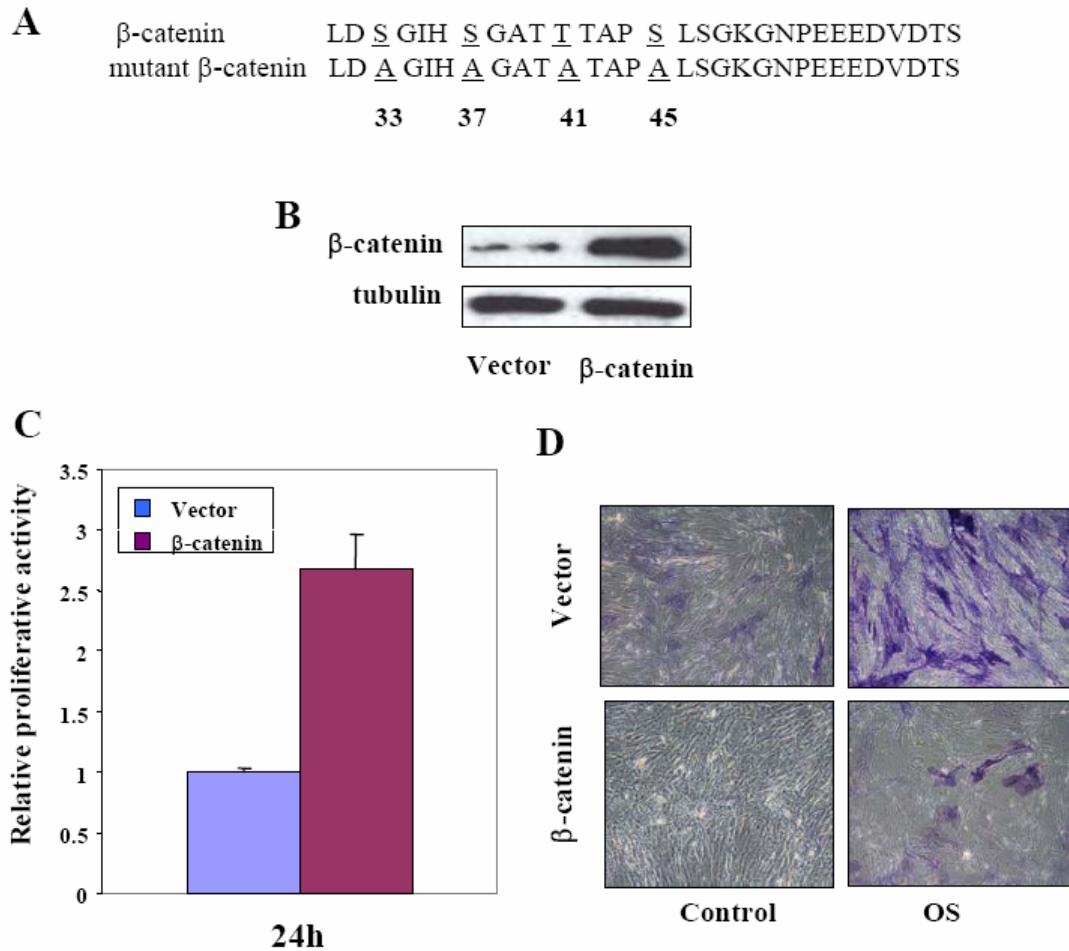 A
β-catenin LD S GIH S GAT T TAP S LSGKGNPEEEDVDTS
mutant β-catenin LD A GIH A GAT A TAP A LSGKGNPEEEDVDTS
33 37 41 45
B
β-catenin
tubulin
Vector β-catenin
C
Relative proliferative activity
3.5
3
2.5
2
1.5
1
0.5
0
Vector
β-catenin
24h
D
Vector
β-catenin
Control OS